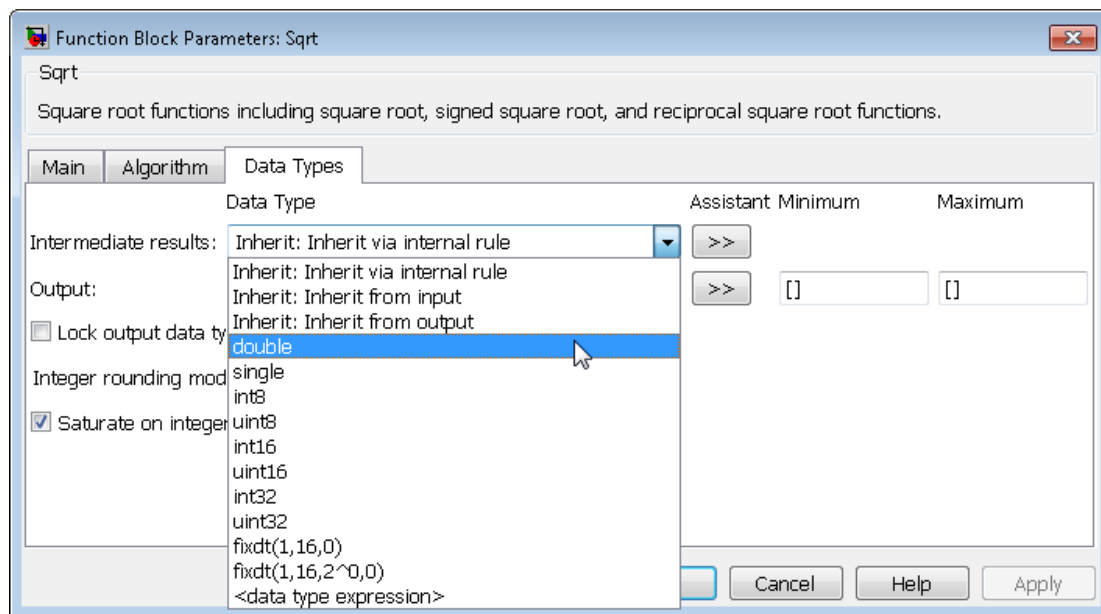 Function Block Parameters: Sqrt
Sqrt
Square root functions including square root, signed square root, and reciprocal square root functions.
Main Algorithm Data Types
Data Type Assistant Minimum Maximum
Intermediate results: Inherit: Inherit via internal rule >>
Inherit: Inherit via internal rule
Output: >> [] []
Inherit: Inherit from input
Inherit: Inherit from output
Lock output data ty
double
single
Integer rounding mod
int8
Saturate on integer
uint8
int16
uint16
int32
uint32
fixdt(1,16,0)
fixdt(1,16,2^0,0)
<data type expression>
Cancel Help Apply